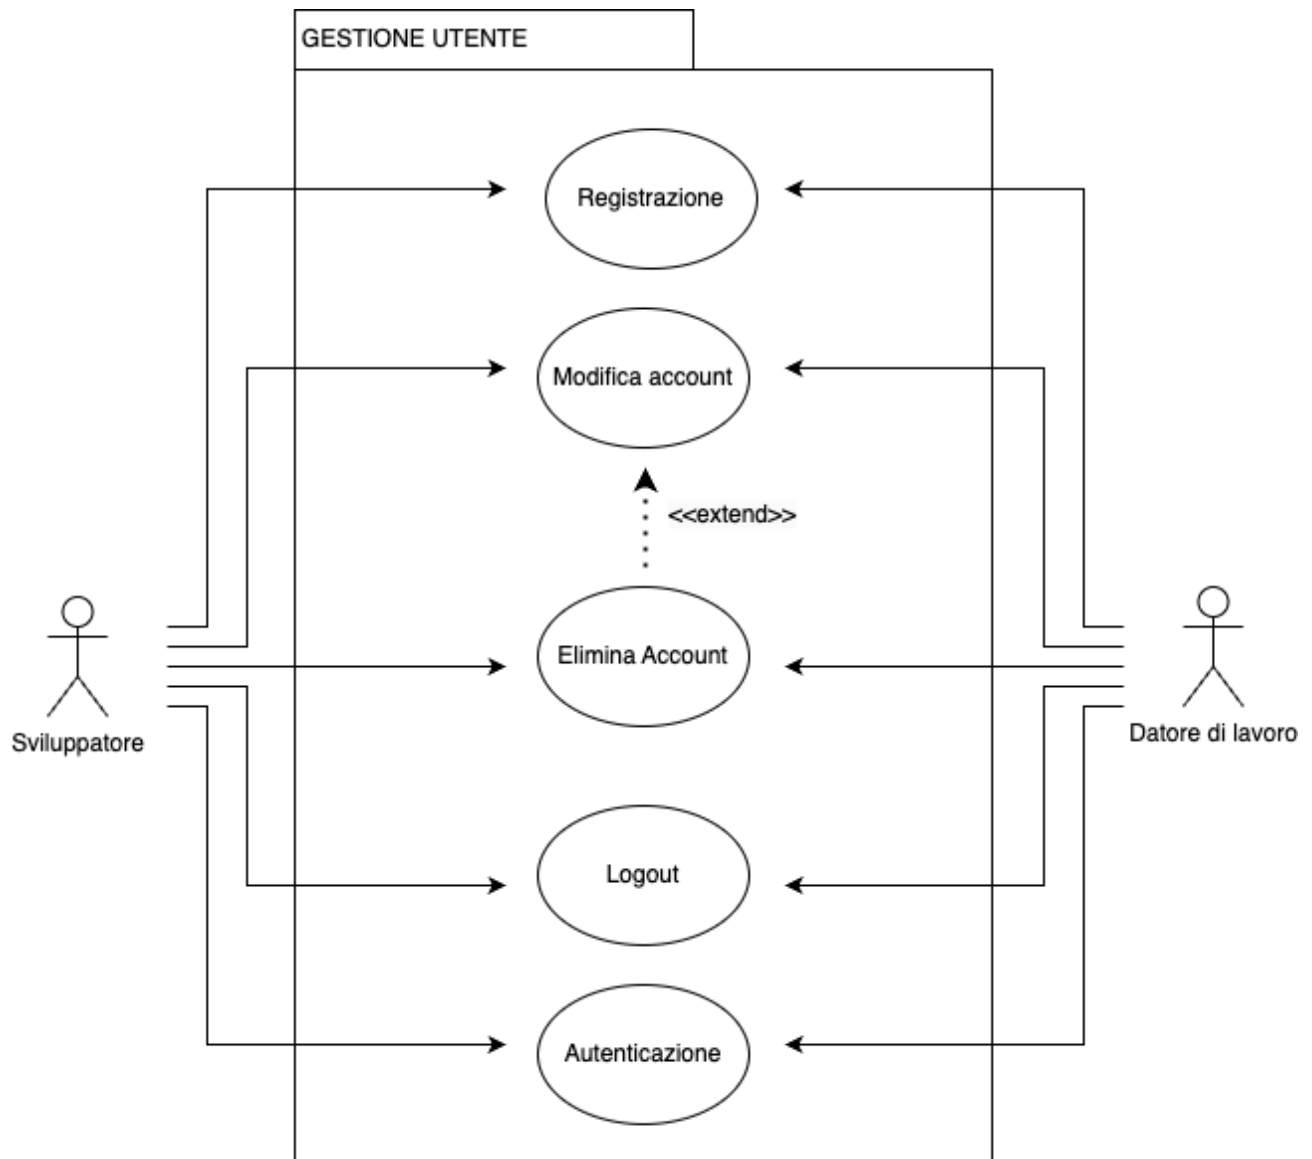 GESTIONE UTENTE
Registrazione
Modifica account
<<extend>>
Elimina Account
Sviluppatore
Datore di lavoro
Logout
Autenticazione